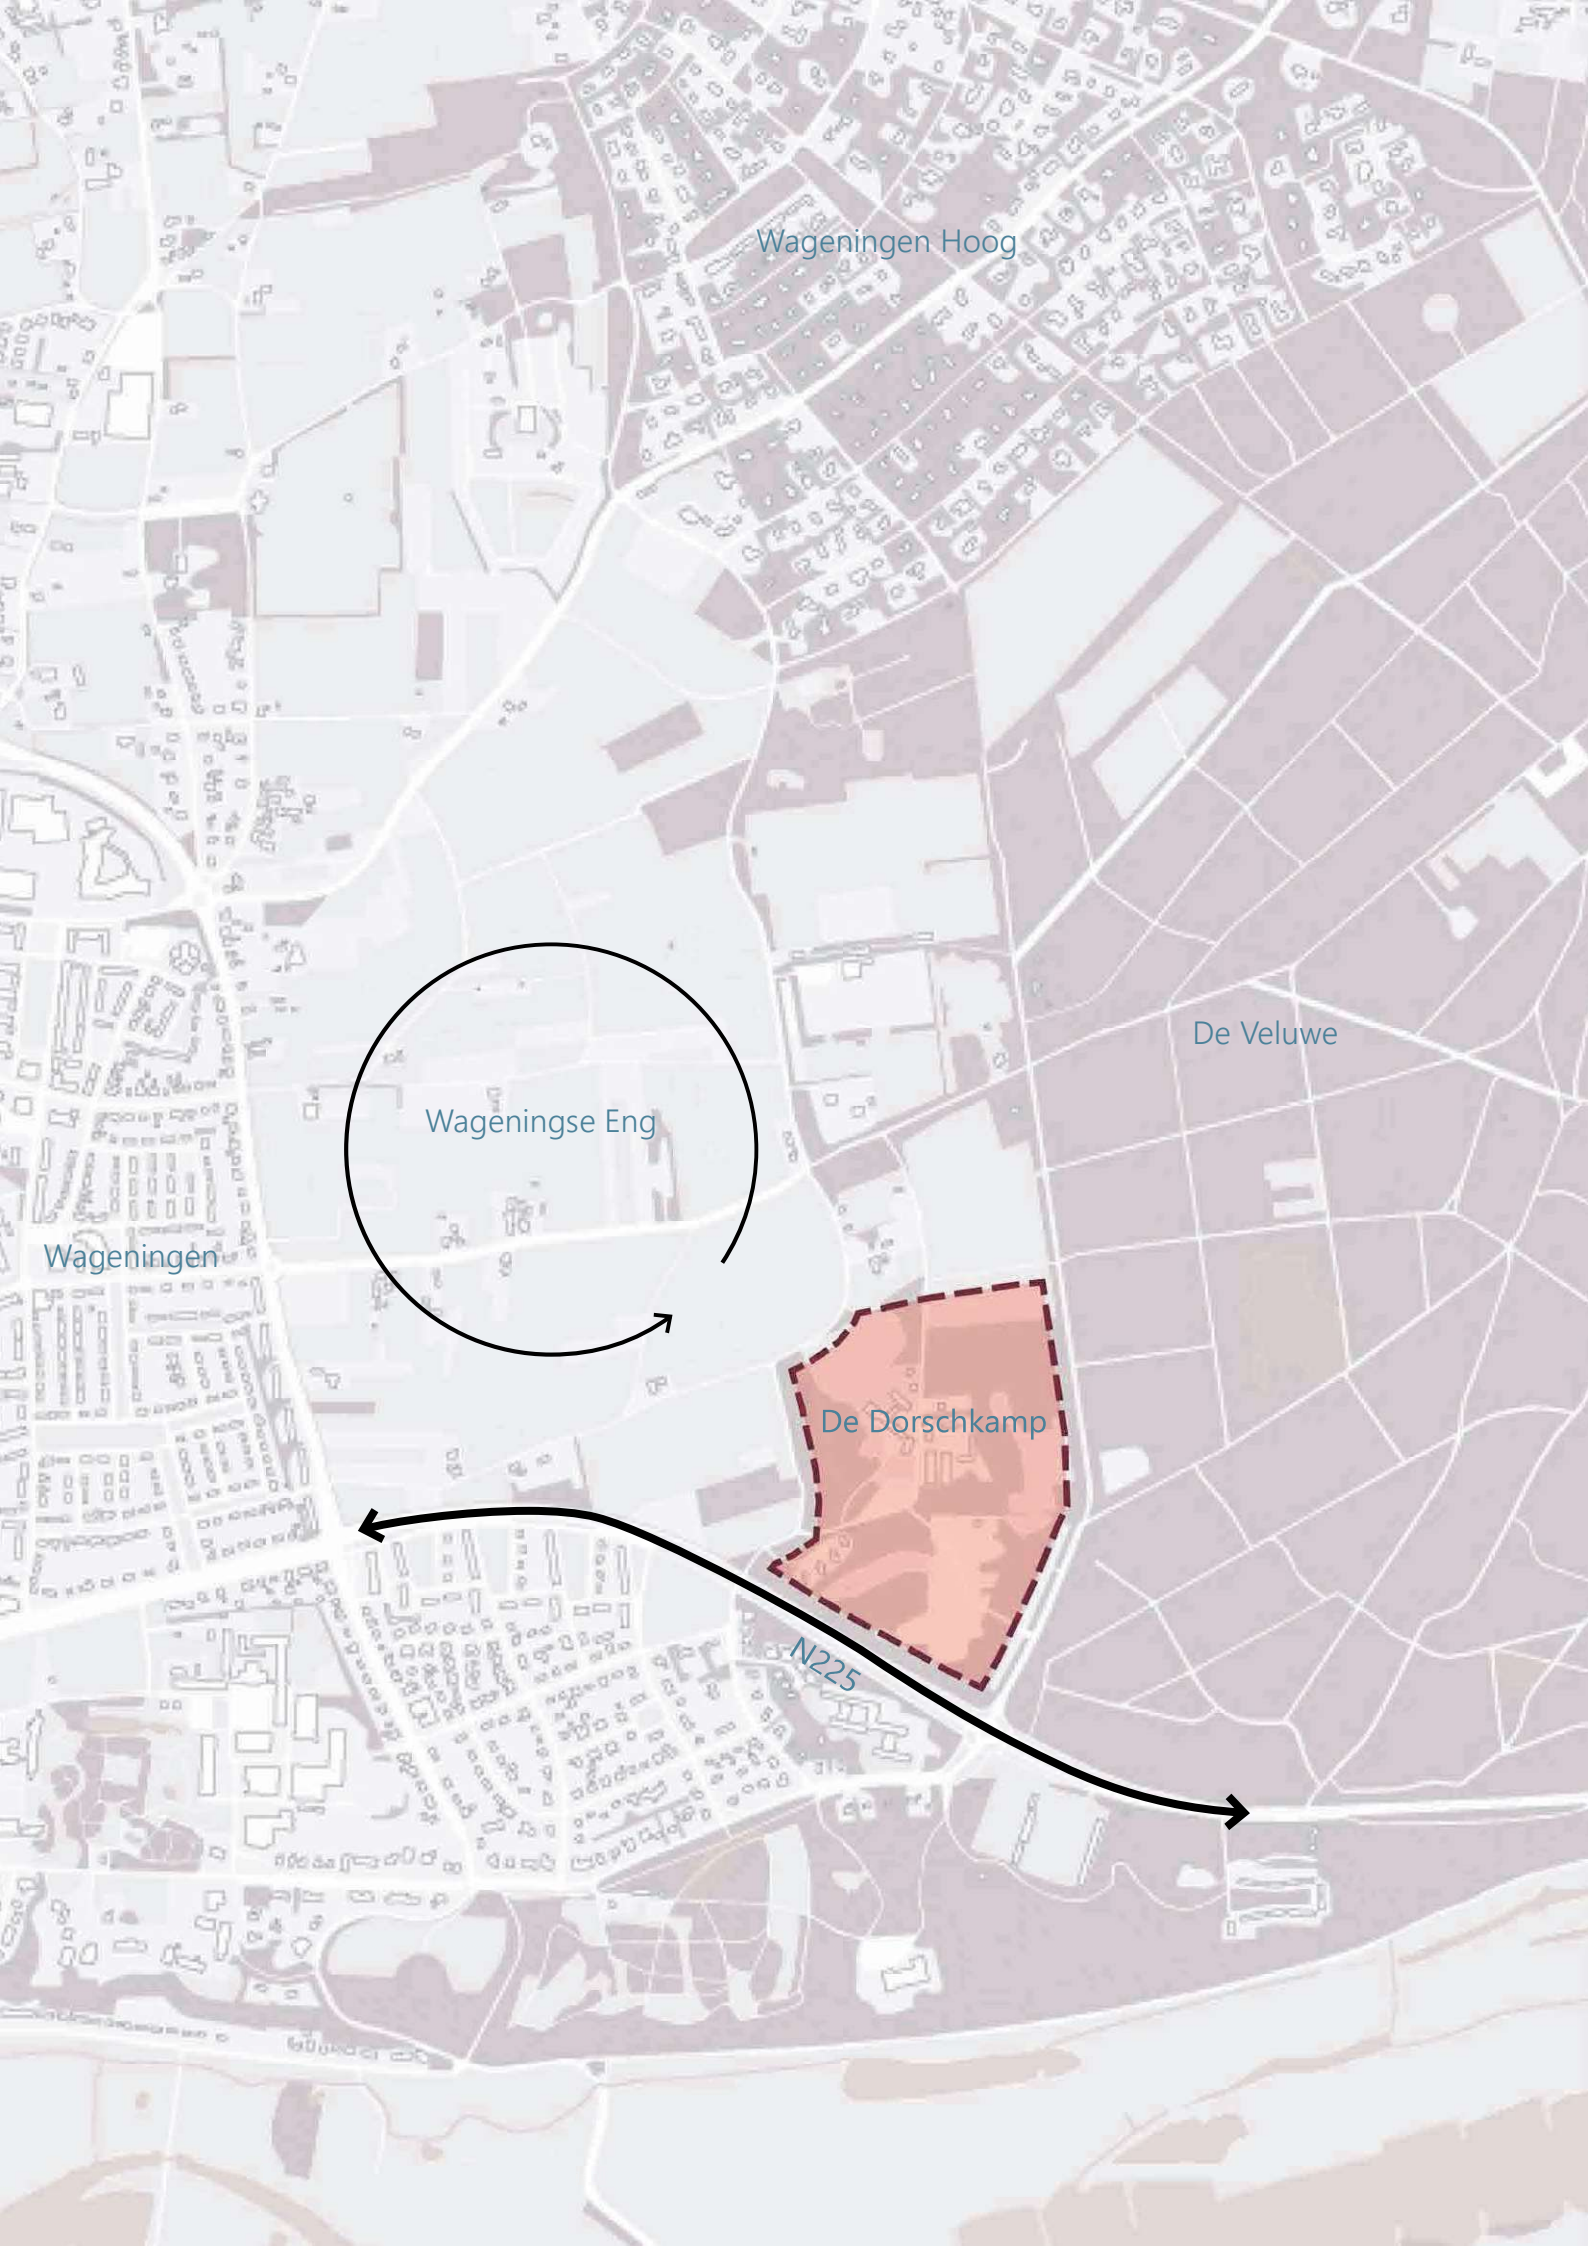 Wageningen Hoog
De Veluwe
Wageningse Eng
Wageningen
De Dorschkamp
N225